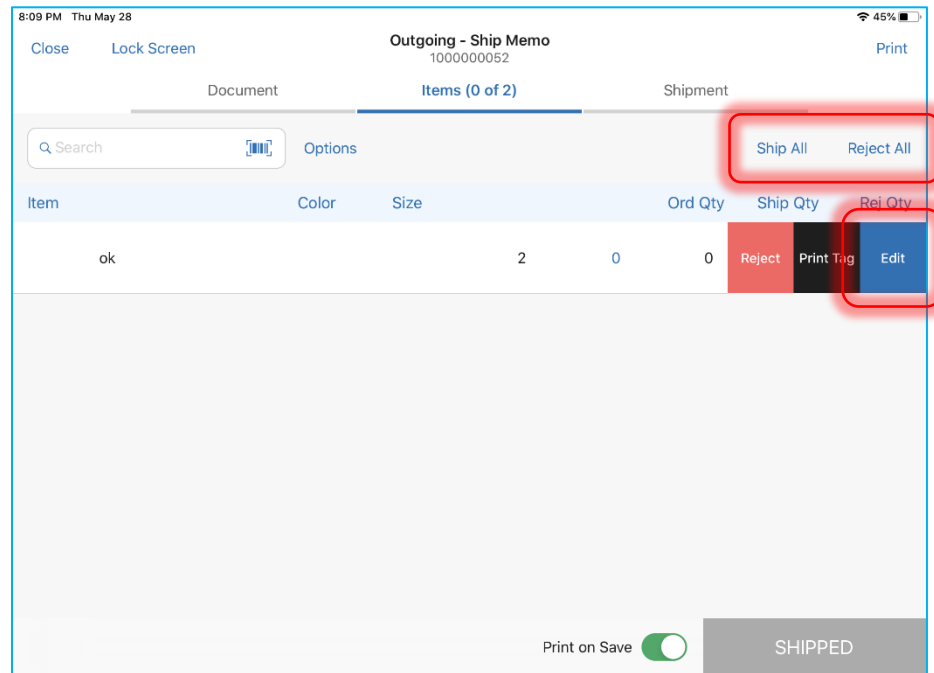 8:09 PM Thu May 28 45%
Close Lock Screen Outgoing - Ship Memo Print
1000000052
Document Items (0 of 2) Shipment
Search Options Ship All Reject All
Item Color Size Ord Qty Ship Qty Rej Qty
ok 2 0 0 Reject Print Tag Edit
Print on Save SHIPPED